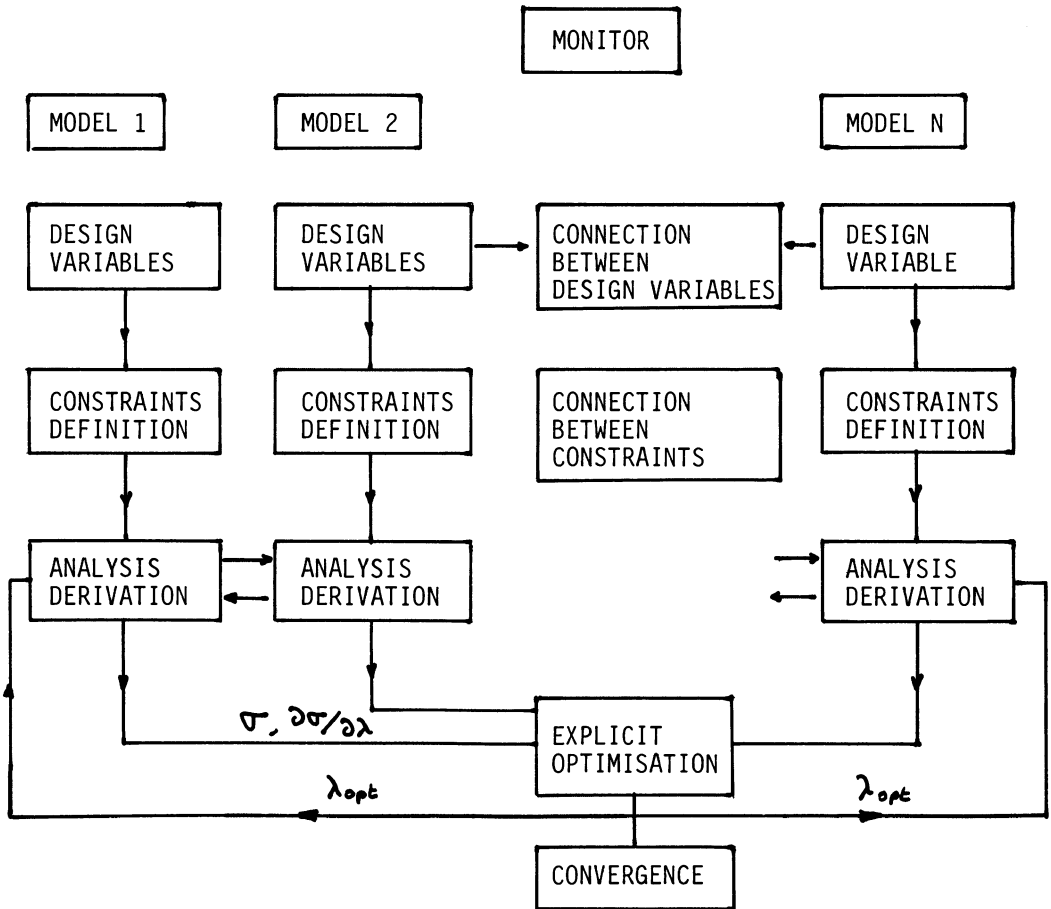 MONITOR
MODEL 1
MODEL 2
MODEL N
DESIGN
VARIABLES
DESIGN
VARIABLES
CONNECTION
BETWEEN
DESIGN VARIABLES
DESIGN
VARIABLE
CONSTRAINTS
DEFINITION
CONSTRAINTS
DEFINITION
CONNECTION
BETWEEN
CONSTRAINTS
CONSTRAINTS
DEFINITION
ANALYSIS
DERIVATION
ANALYSIS
DERIVATION
ANALYSIS
DERIVATION
σ, ∂σ/∂λ
EXPLICIT
OPTIMISATION
λopt
λopt
CONVERGENCE